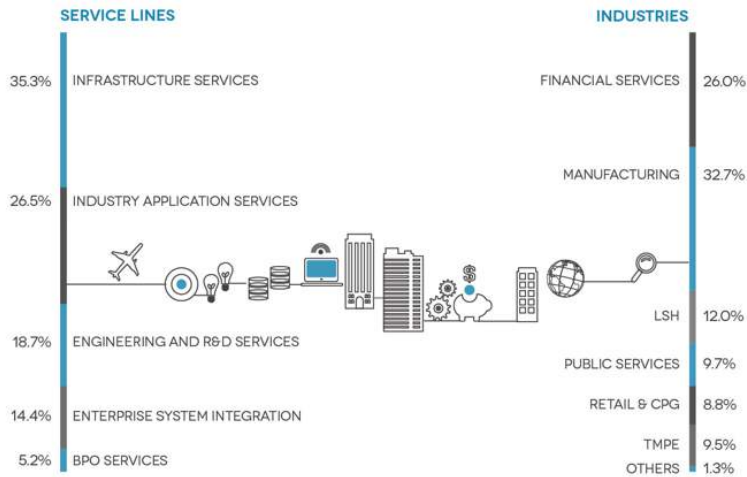 SERVICE LINES
35.3% INFRASTRUCTURE SERVICES
26.5% INDUSTRY APPLICATION SERVICES
18.7% ENGINEERING AND R&D SERVICES
14.4% ENTERPRISE SYSTEM INTEGRATION
5.2% BPO SERVICES
$
INDUSTRIES
FINANCIAL SERVICES 26.0%
MANUFACTURING 32.7%
LSH 12.0%
PUBLIC SERVICES 9.7%
RETAIL & CPG 8.8%
TMPE 9.5%
OTHERS 1.3%